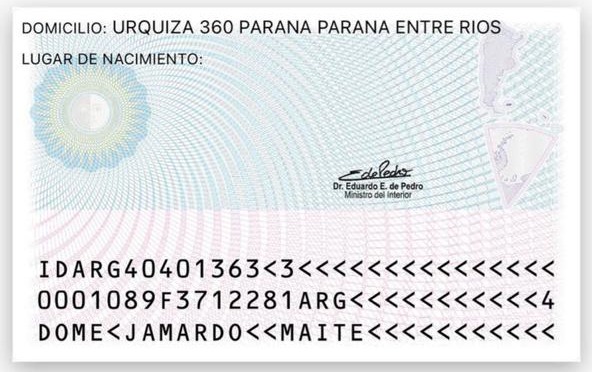 DOMICILIO: URQUIZA 360 PARANA PARANA ENTRE RIOS
LUGAR DE NACIMIENTO:
Dr. Eduardo E. de Pedro
Ministro del Interior
IDARG40401363<3<<<<<<<<<<<<<<<
0001089F3712281ARG<<<<<<<<<<<4
DOME<JAMARDO<<MAITE<<<<<<<<<<<